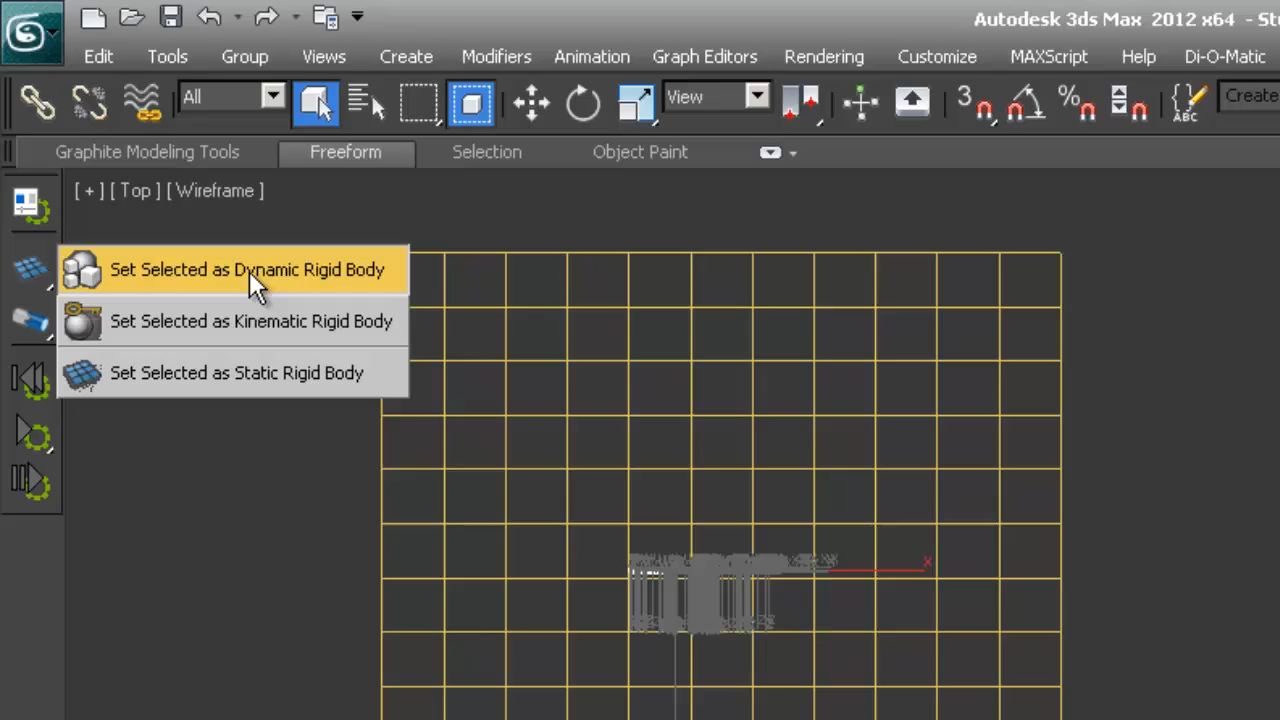 Autodesk 3ds Max 2012 x64 - St
Edit Tools Group Views Create Modifiers Animation Graph Editors Rendering Customize MAXScript Help Di-O-Matic
All View 3 % ABC Create
Graphite Modeling Tools Freeform Selection Object Paint
[ + ] [ Top ] [ Wireframe ]
Set Selected as Dynamic Rigid Body
Set Selected as Kinematic Rigid Body
Set Selected as Static Rigid Body
x